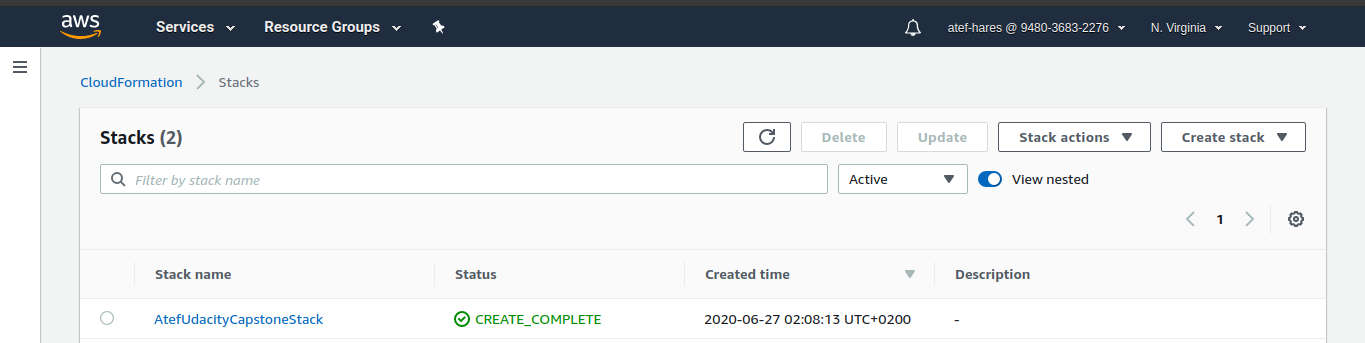 aws Services Resource Groups atef-hares @ 9480-3683-2276 N. Virginia Support
CloudFormation Stacks
Stacks (2) Delete Update Stack actions Create stack
Filter by stack name Active View nested
1
Stack name Status Created time Description
AtefUdacityCapstoneStack CREATE_COMPLETE 2020-06-27 02:08:13 UTC+0200 -